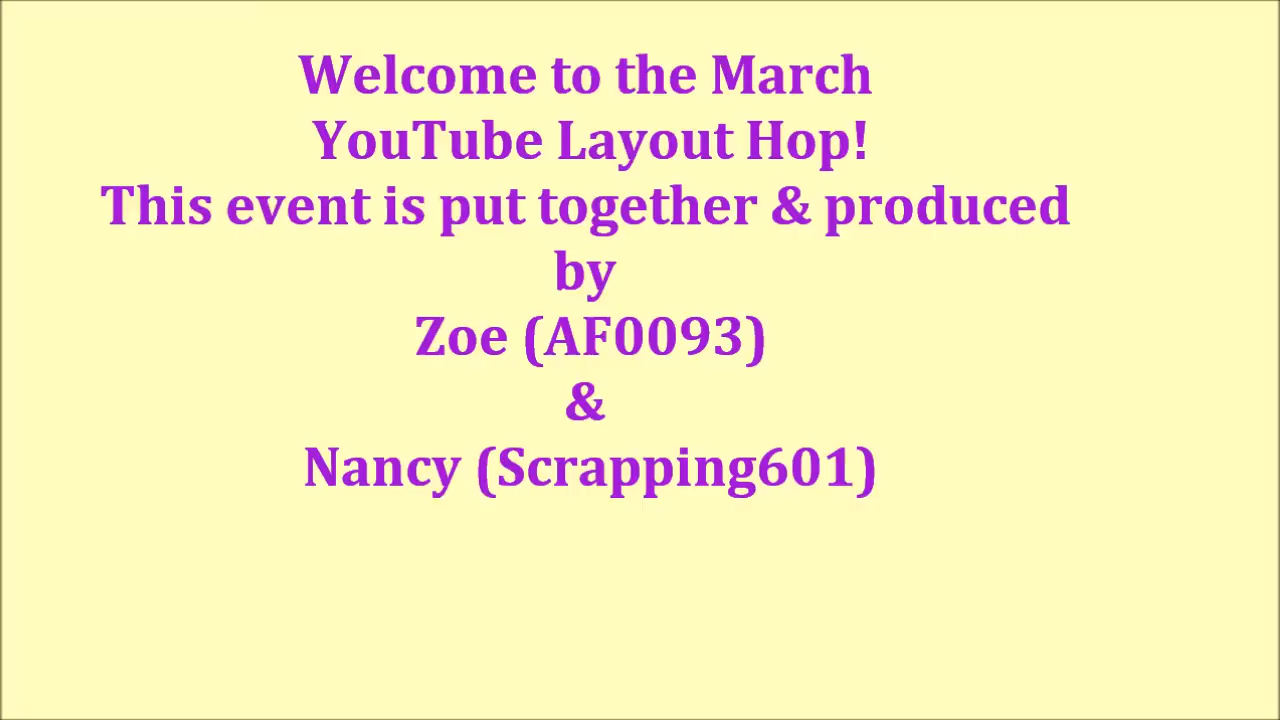 Welcome to the March
YouTube Layout Hop!
This event is put together & produced
by
Zoe (AF0093)
&
Nancy (Scrapping601)